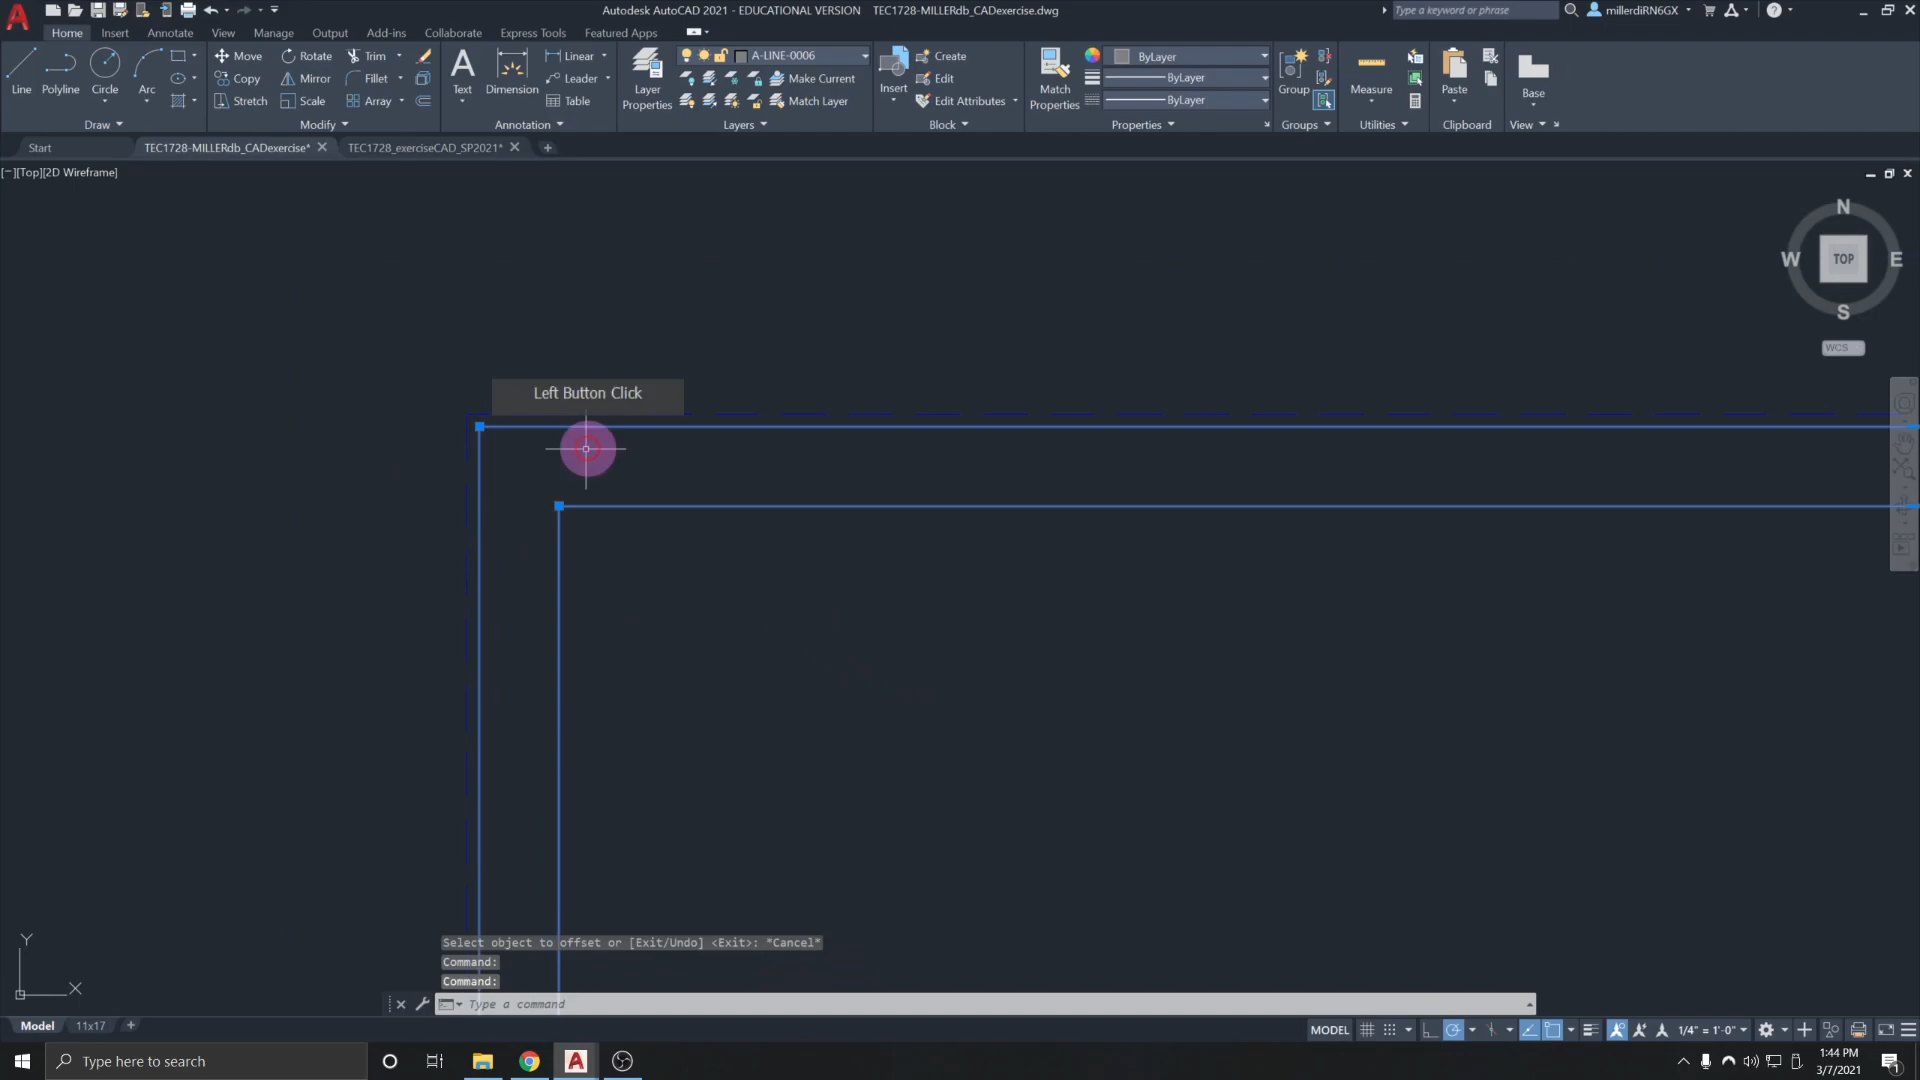 Autodesk AutoCAD 2021 - EDUCATIONAL VERSION TEC1728-MILLERdb_CADexercise.dwg
Type a keyword or phrase
millerdiRN6GX
Home Insert Annotate View Manage Output Add-ins Collaborate Express Tools Featured Apps
Line Polyline Circle Arc
Move Rotate Trim
Copy Mirror Fillet
Stretch Scale Array
Text Dimension
Linear
Leader
Table
Layer Properties
A-LINE-0006
Make Current
Match Layer
Insert
Create
Edit
Edit Attributes
Match Properties
ByLayer
ByLayer
ByLayer
Group
Measure
Paste
Base
Draw Modify Annotation Layers Block Properties Groups Utilities Clipboard View
Start TEC1728-MILLERdb_CADexercise* TEC1728_exerciseCAD_SP2021*
[−][Top][2D Wireframe]
N
W TOP E
S
WCS
Left Button Click
Y
X
Select object to offset or [Exit/Undo] <Exit>: *Cancel*
Command:
Command:
Type a command
Model 11x17
MODEL
1/4" = 1'-0"
Type here to search
1:44 PM
3/7/2021
1